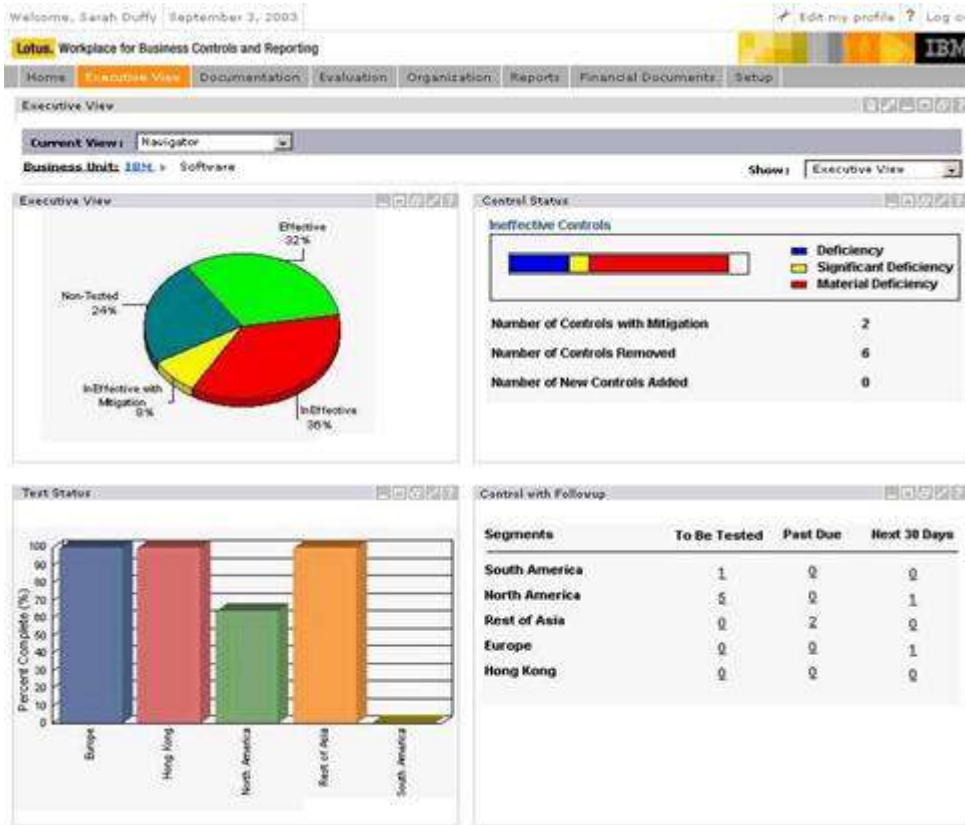 Welcome, Sarah Duffy September 3, 2003 Edit my profile ? Log o
Lotus. Workplace for Business Controls and Reporting IBM
Home Executive View Documentation Evaluation Organization Reports Financial Documents Setup
Executive View
Current View: Navigator
Business Unit: IBM > Software Show: Executive View
Executive View
Effective
32%
Non-Tested
24%
InEffective with
Mitigation
8%
InEffective
36%
Control Status
Ineffective Controls
Deficiency
Significant Deficiency
Material Deficiency
Number of Controls with Mitigation 2
Number of Controls Removed 6
Number of New Controls Added 0
Test Status
Percent Complete (%)
100
90
80
70
60
50
40
30
20
10
0
Europe
Hong Kong
North America
Rest of Asia
South America
Control with Followup
Segments To Be Tested Past Due Next 30 Days
South America 1 0 0
North America 5 0 1
Rest of Asia 0 2 0
Europe 0 0 1
Hong Kong 0 0 0